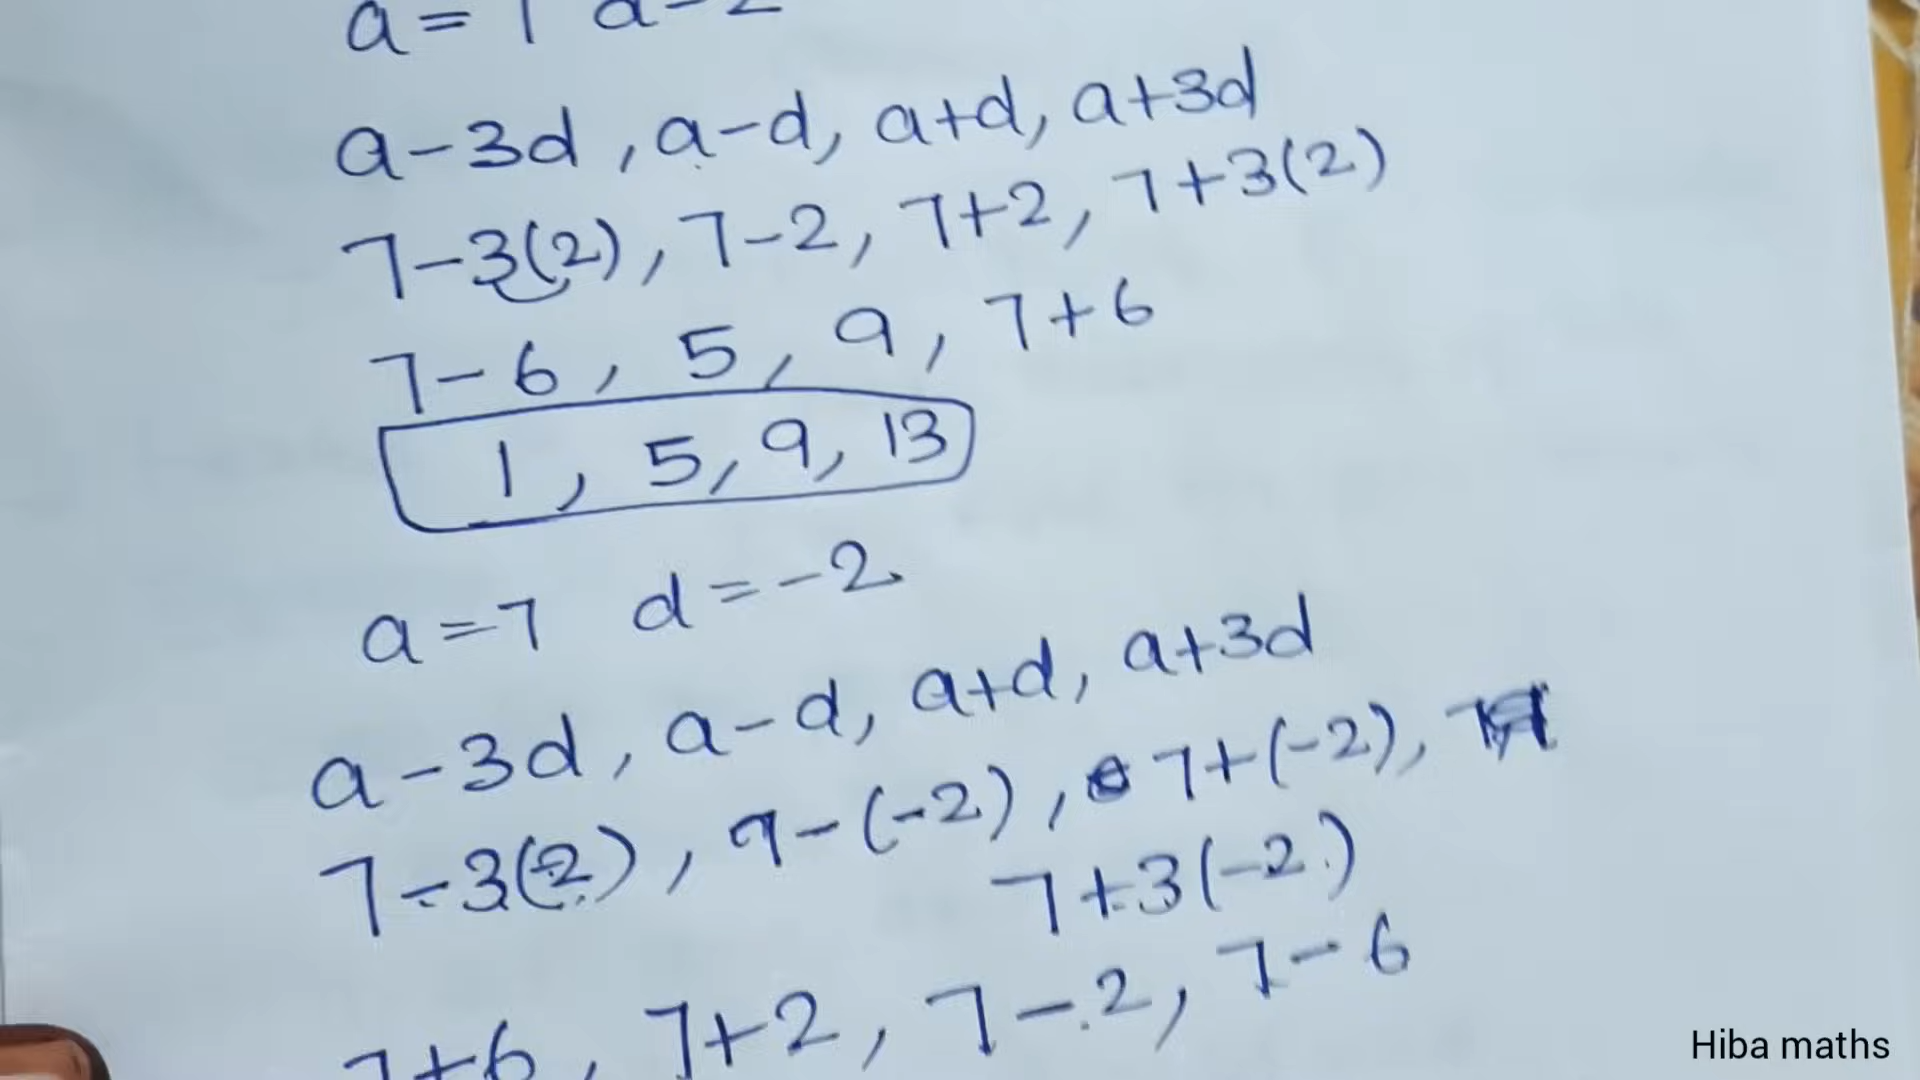 a = 7 d = 2
a-3d, a-d, a+d, a+3d
7-3(2), 7-2, 7+2, 7+3(2)
7-6, 5, 9, 7+6
1, 5, 9, 13
a=7 d=-2
a-3d, a-d, a+d, a+3d
7-3(-2), 7-(-2), 7+(-2),
7+3(-2)
7+6, 7+2, 7-2, 7-6
Hiba maths